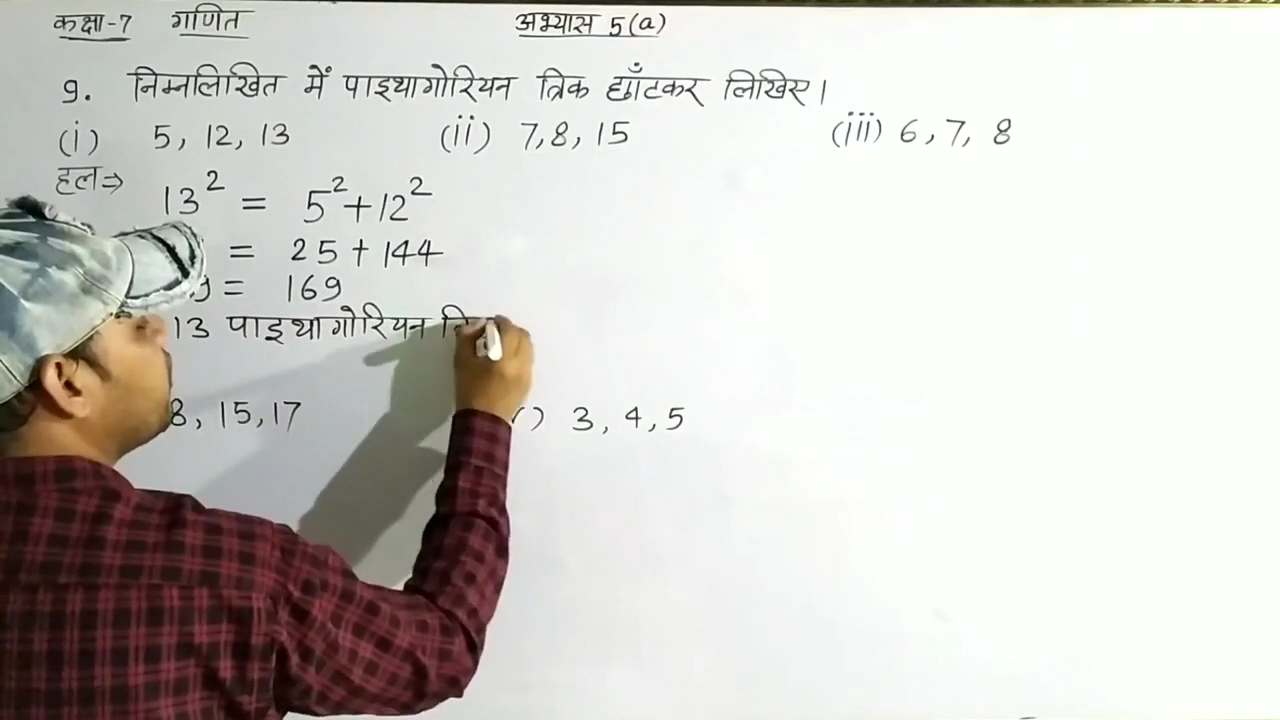 कक्षा-7 गणित अभ्यास 5(a)
9. निम्नलिखित में पाइथागोरियन त्रिक छाँटकर लिखिए।
(i) 5, 12, 13 (ii) 7,8, 15 (iii) 6, 7, 8
हल⇒ 13² = 5²+12²
= 25+144
9 = 169
13 पाइथागोरियन
8, 15, 17 ) 3, 4, 5